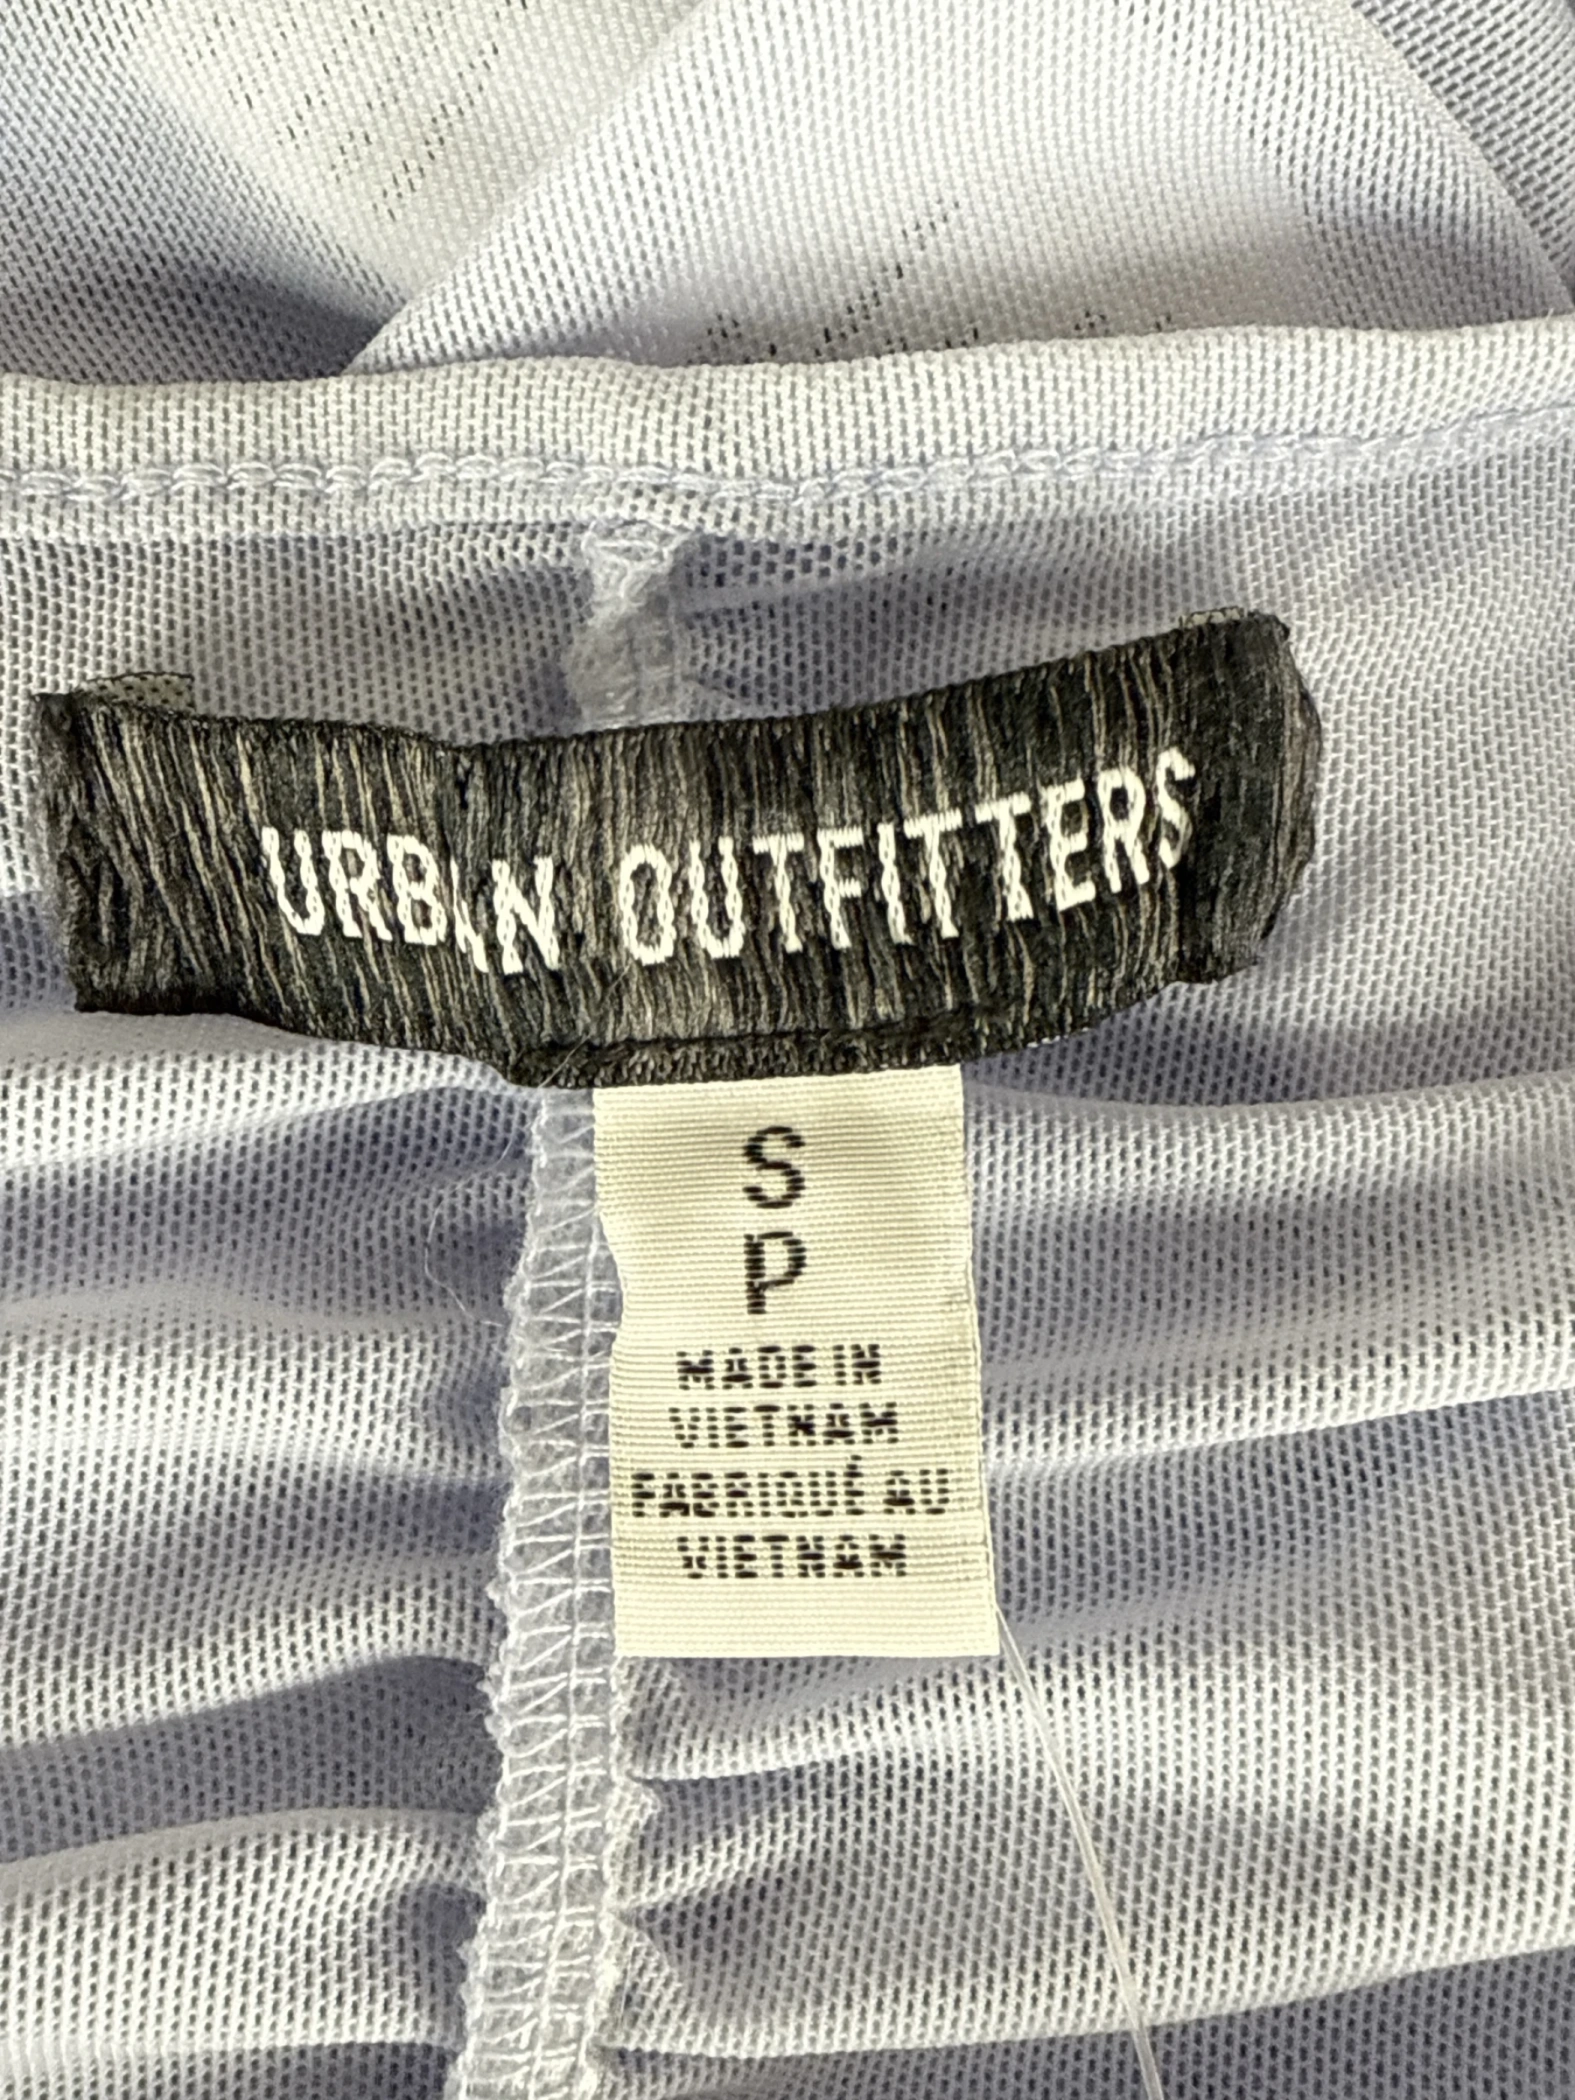 URBAN OUTFITTERS
S
P
MADE IN
VIETNAM
FABRIQUÉ AU
VIETNAM